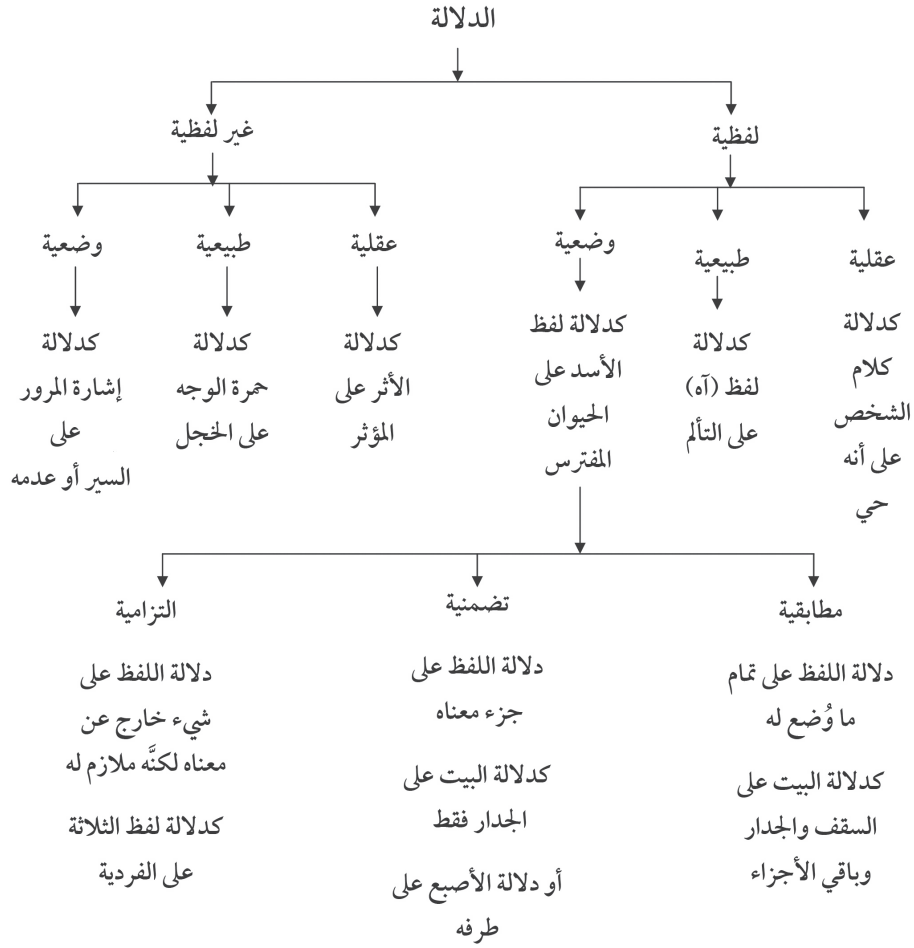 الدلالة
لفظية
غير لفظية
عقلية
كدلالة
كلام
الشخص
على أنه
حي
طبيعية
كدلالة
لفظ (آه)
على التألم
وضعية
كدلالة لفظ
الأسد على
الحيوان
المفترس
عقلية
كدلالة
الأثر على
المؤثر
طبيعية
كدلالة
حمرة الوجه
على الخجل
وضعية
كدلالة
إشارة المرور
على
السير أو عدمه
مطابقية
دلالة اللفظ على تمام
ما وُضع له
كدلالة البيت على
السقف والجدار
وباقي الأجزاء
تضمنية
دلالة اللفظ على
جزء معناه
كدلالة البيت على
الجدار فقط
أو دلالة الأصبع على
طرفه
التزامية
دلالة اللفظ على
شيء خارج عن
معناه لكنَّه ملازم له
كدلالة لفظ الثلاثة
على الفردية